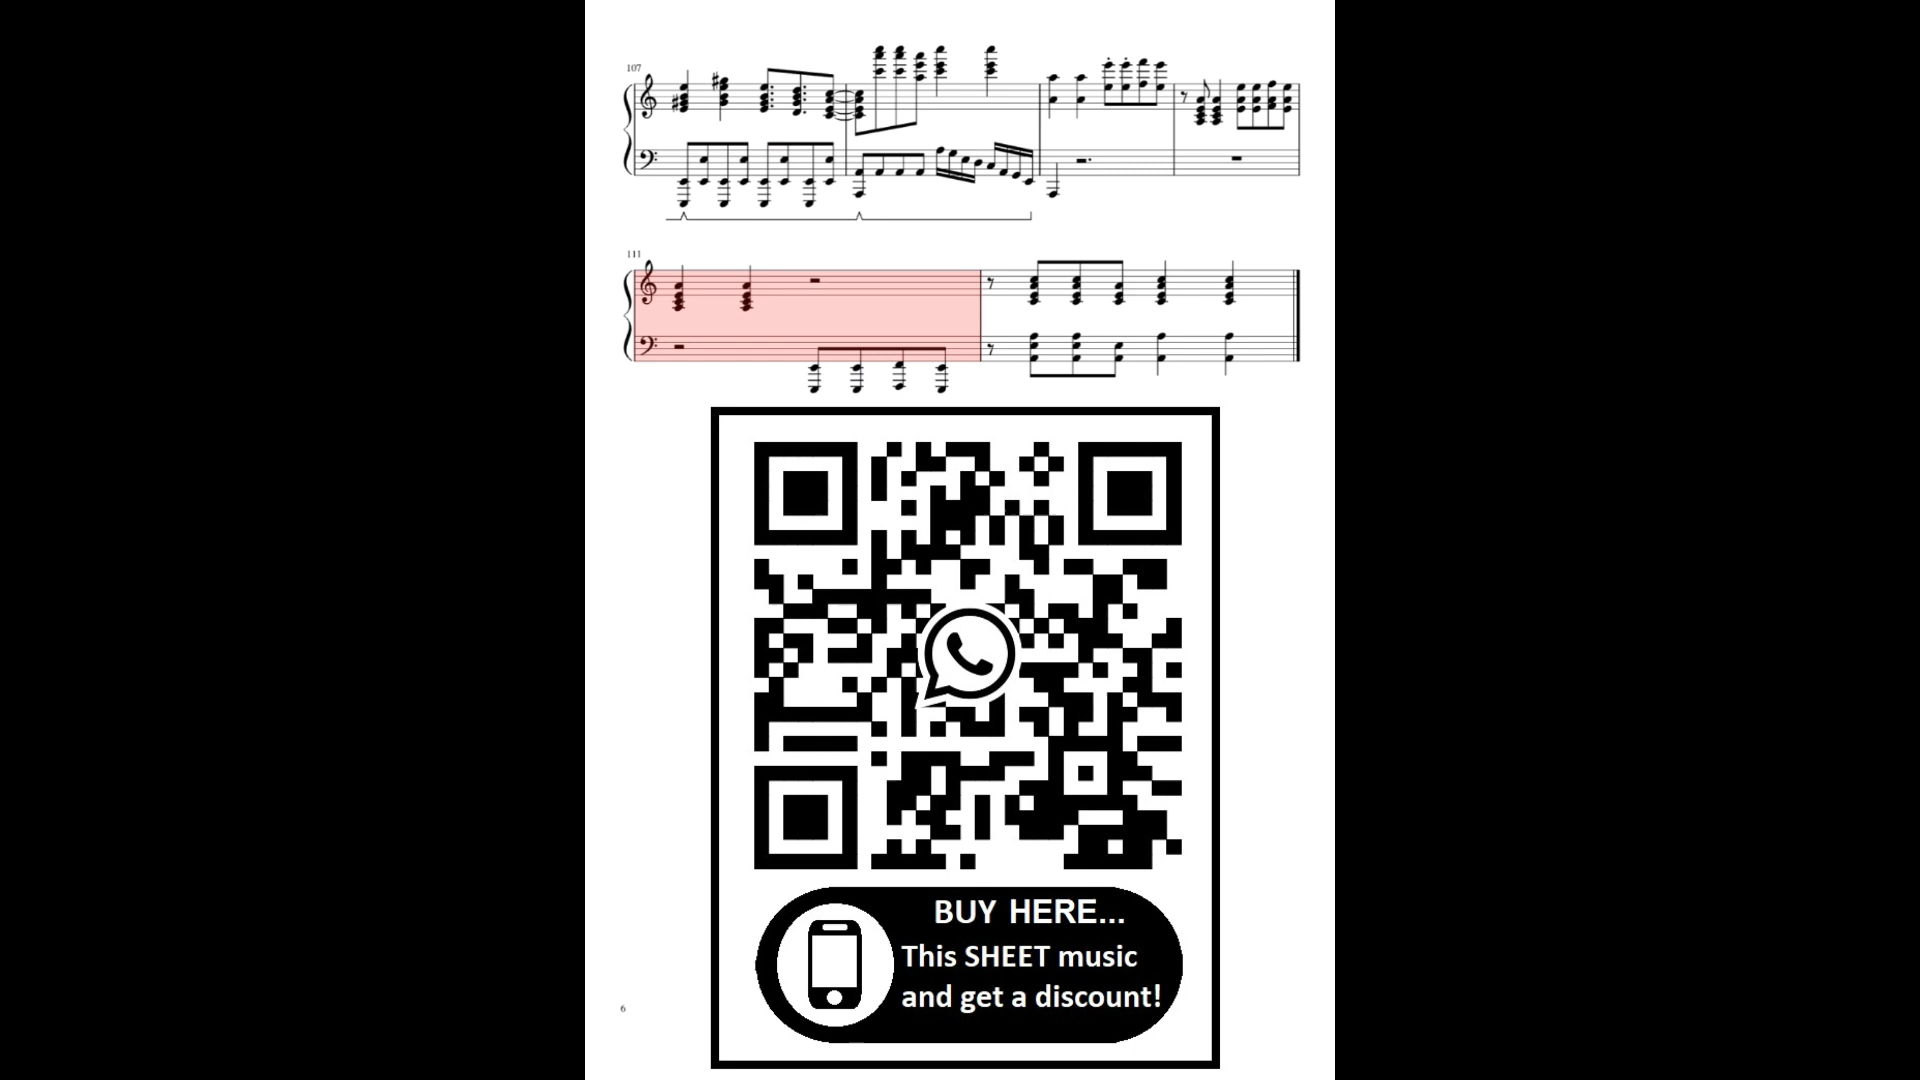 107
111
BUY HERE...
This SHEET music
and get a discount!
6